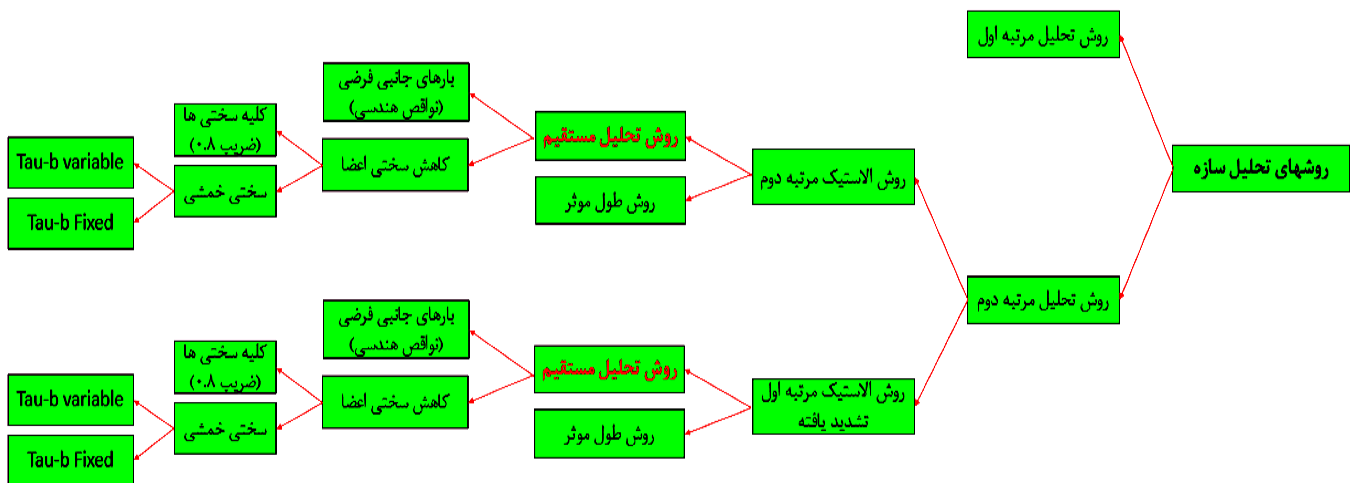 روشهای تحلیل سازه
روش تحلیل مرتبه اول
روش تحلیل مرتبه دوم
روش الاستیک مرتبه دوم
روش تحلیل مستقیم
روش طول موثر
بارهای جانبی فرضی
(نواقص هندسی)
کاهش سختی اعضا
کلیه سختی ها
(ضریب ۰.۸)
سختی خمشی
Tau-b variable
Tau-b Fixed
روش الاستیک مرتبه اول
تشدید یافته
روش تحلیل مستقیم
روش طول موثر
بارهای جانبی فرضی
(نواقص هندسی)
کاهش سختی اعضا
کلیه سختی ها
(ضریب ۰.۸)
سختی خمشی
Tau-b variable
Tau-b Fixed